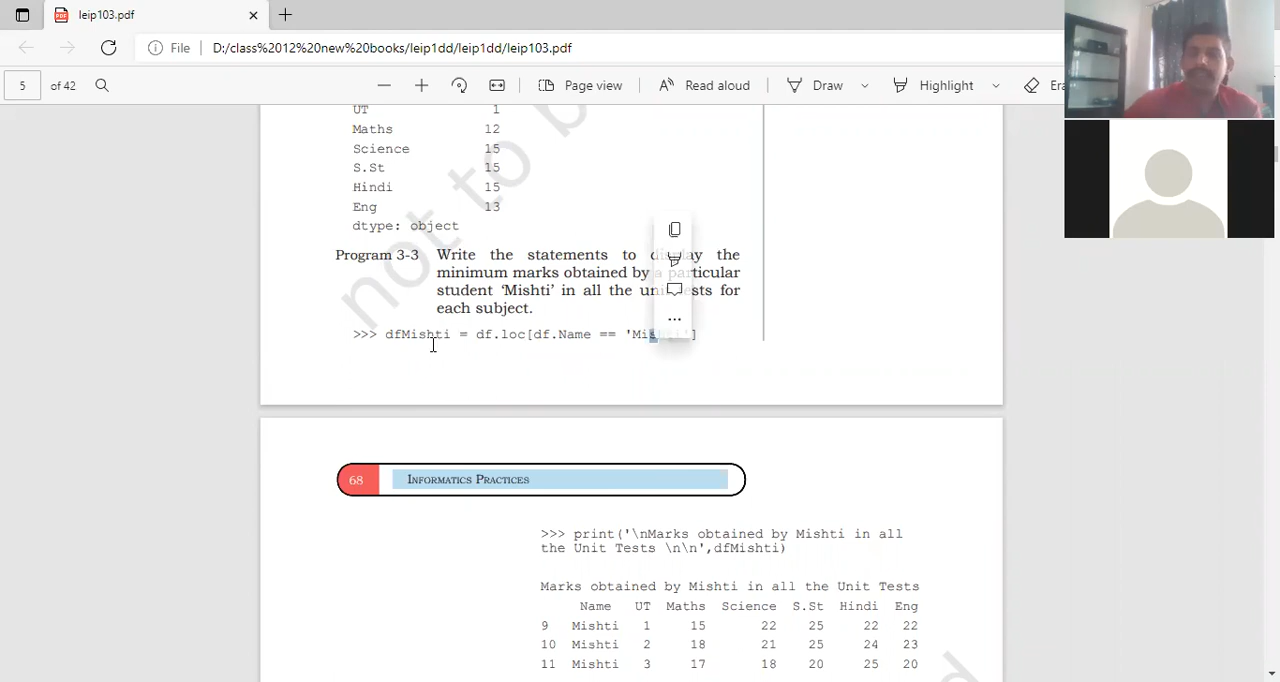 leip103.pdf
File D:/class%2012%20new%20books/leip1dd/leip1dd/leip103.pdf
5 of 42 Page view Read aloud Draw Highlight Era
UT 1
Maths 12
Science 15
S.St 15
Hindi 15
Eng 13
dtype: object
Program 3-3 Write the statements to display the
minimum marks obtained by a particular
student ‘Mishti’ in all the unit tests for
each subject.
>>> dfMishti = df.loc[df.Name == 'Mishti']
68 Informatics Practices
>>> print('\nMarks obtained by Mishti in all
the Unit Tests \n\n',dfMishti)
Marks obtained by Mishti in all the Unit Tests
Name UT Maths Science S.St Hindi Eng
9 Mishti 1 15 22 25 22 22
10 Mishti 2 18 21 25 24 23
11 Mishti 3 17 18 20 25 20
not to b
d